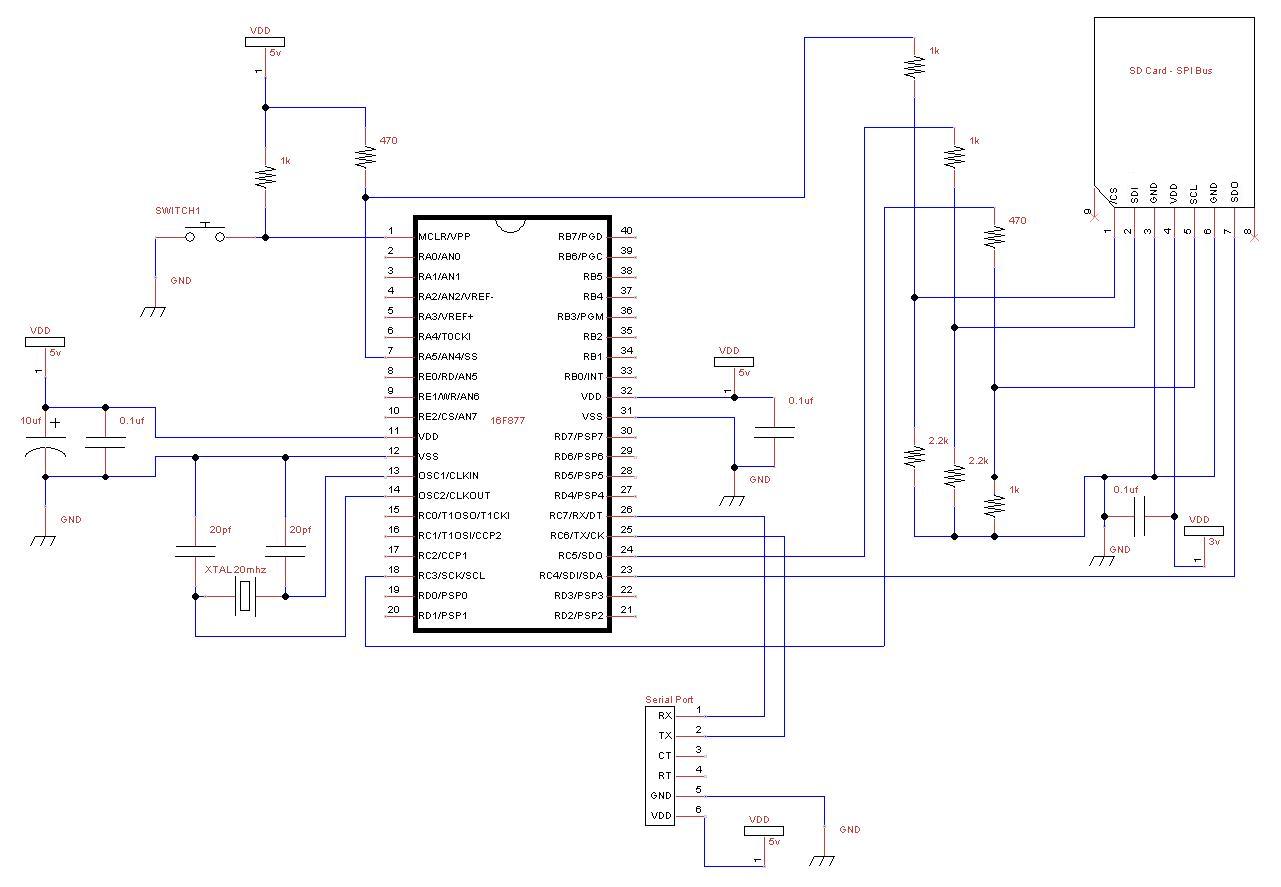 VDD
5v
1
1k
470
SWITCH1
GND
VDD
5v
1
10uf
+
0.1uf
GND
20pf
20pf
XTAL20mhz
16F877
1 MCLR/VPP
2 RA0/AN0
3 RA1/AN1
4 RA2/AN2/VREF-
5 RA3/VREF+
6 RA4/TOCKI
7 RA5/AN4/SS
8 RE0/RD/AN5
9 RE1/WR/AN6
10 RE2/CS/AN7
11 VDD
12 VSS
13 OSC1/CLKIN
14 OSC2/CLKOUT
15 RC0/T1OSO/T1CKI
16 RC1/T1OSI/CCP2
17 RC2/CCP1
18 RC3/SCK/SCL
19 RD0/PSP0
20 RD1/PSP1
RB7/PGD 40
RB6/PGC 39
RB5 38
RB4 37
RB3/PGM 36
RB2 35
RB1 34
RB0/INT 33
VDD 32
VSS 31
RD7/PSP7 30
RD6/PSP6 29
RD5/PSP5 28
RD4/PSP4 27
RC7/RX/DT 26
RC6/TX/CK 25
RC5/SDO 24
RC4/SDI/SDA 23
RD3/PSP3 22
RD2/PSP2 21
VDD
5v
1
0.1uf
GND
1k
1k
470
2.2k
2.2k
1k
SD Card - SPI Bus
9
/CS 1
SDI 2
GND 3
VDD 4
SCL 5
GND 6
SDO 7
8
0.1uf
GND
VDD
3v
1
Serial Port
RX 1
TX 2
CT 3
RT 4
GND 5
VDD 6
VDD
5v
1
GND